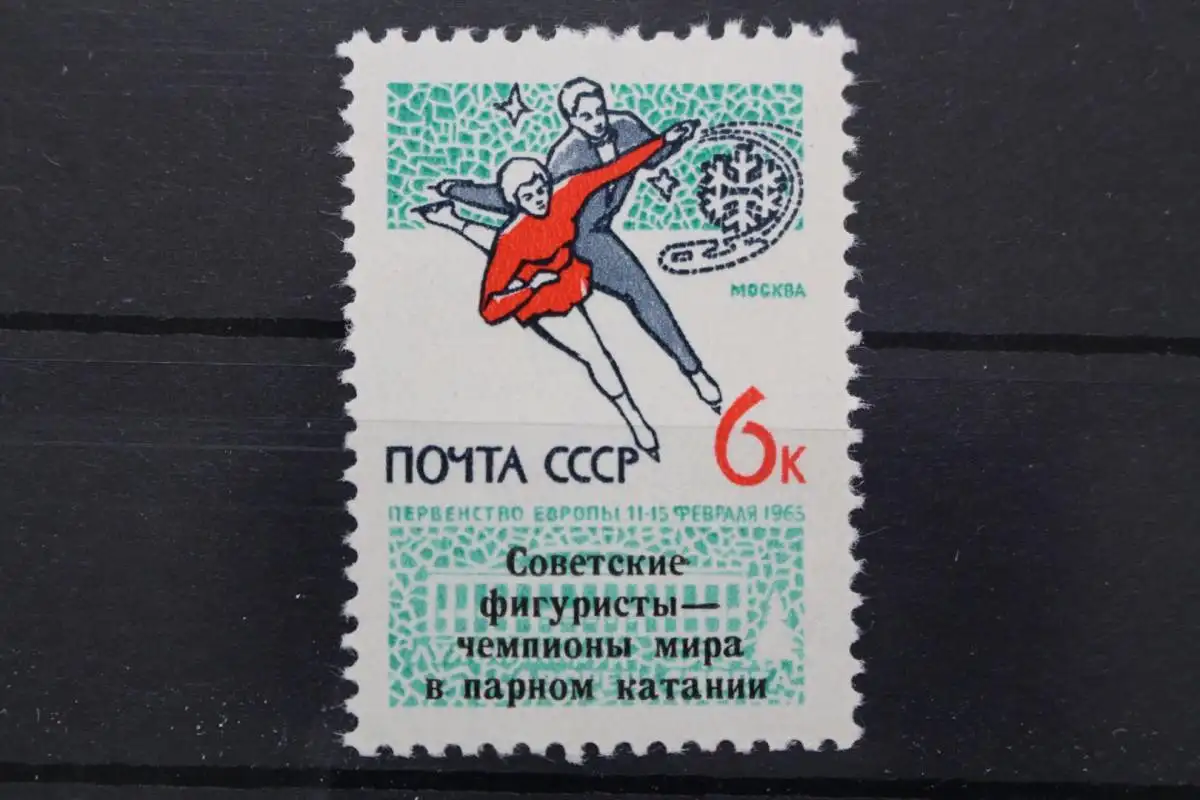 МОСКВА
ПОЧТА СССР 6К
ПЕРВЕНСТВО ЕВРОПЫ 11-15 ФЕВРАЛЯ 1965
Советские
фигуристы—
чемпионы мира
в парном катании